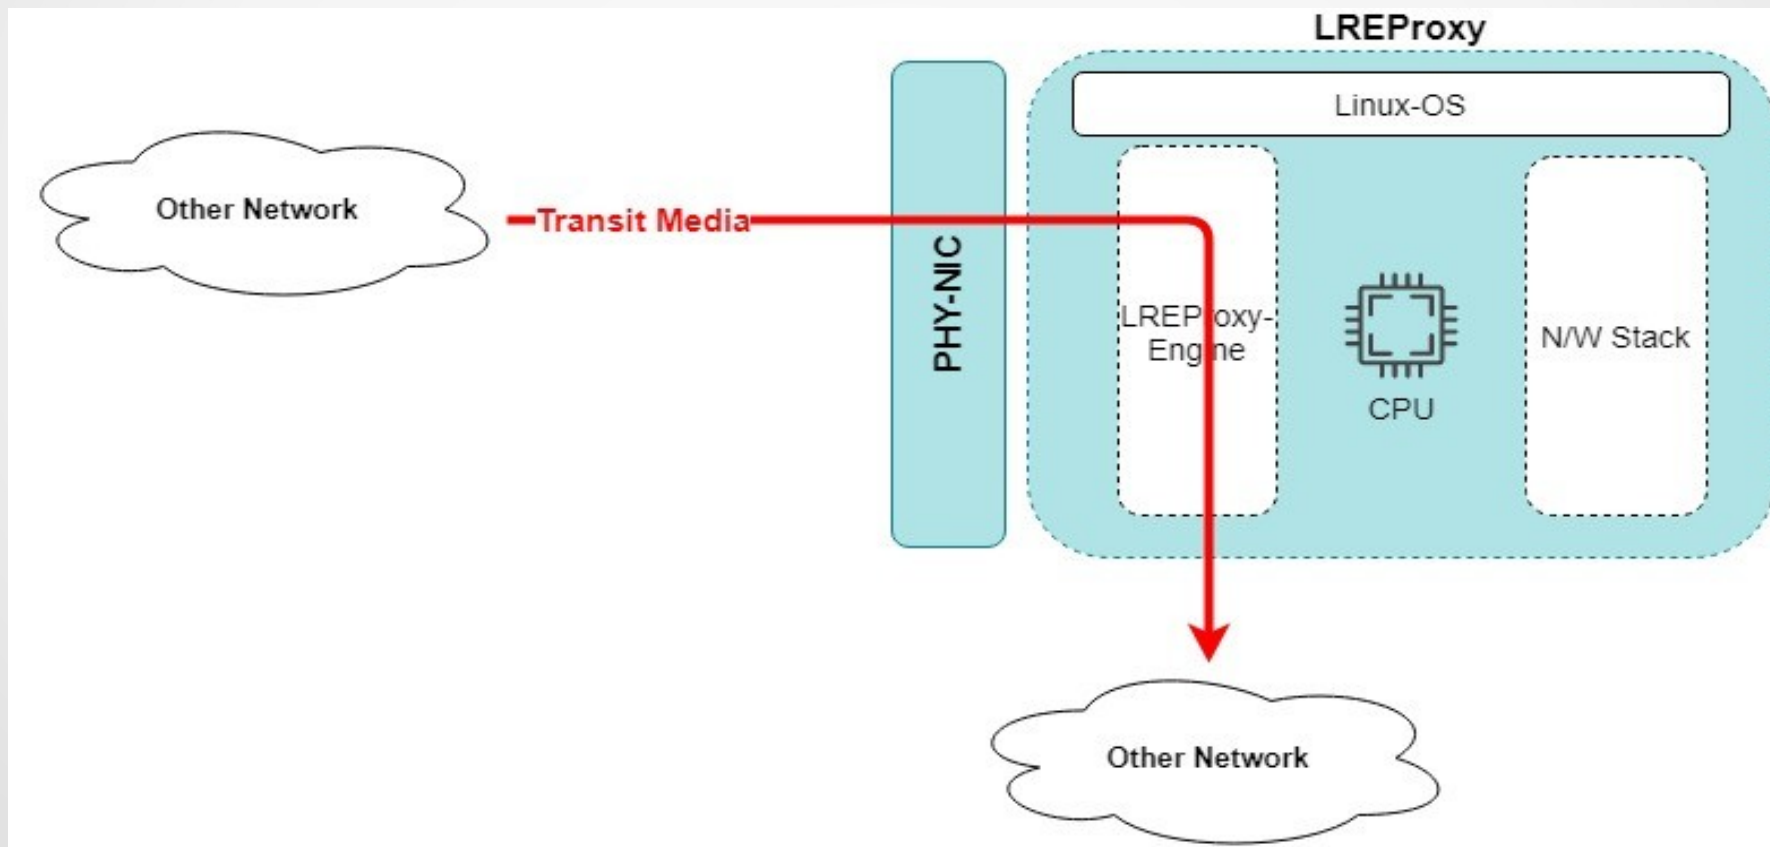 LREProxy
Linux-OS
Other Network
Transit Media
PHY-NIC
LREProxy-
Engine
CPU
N/W Stack
Other Network